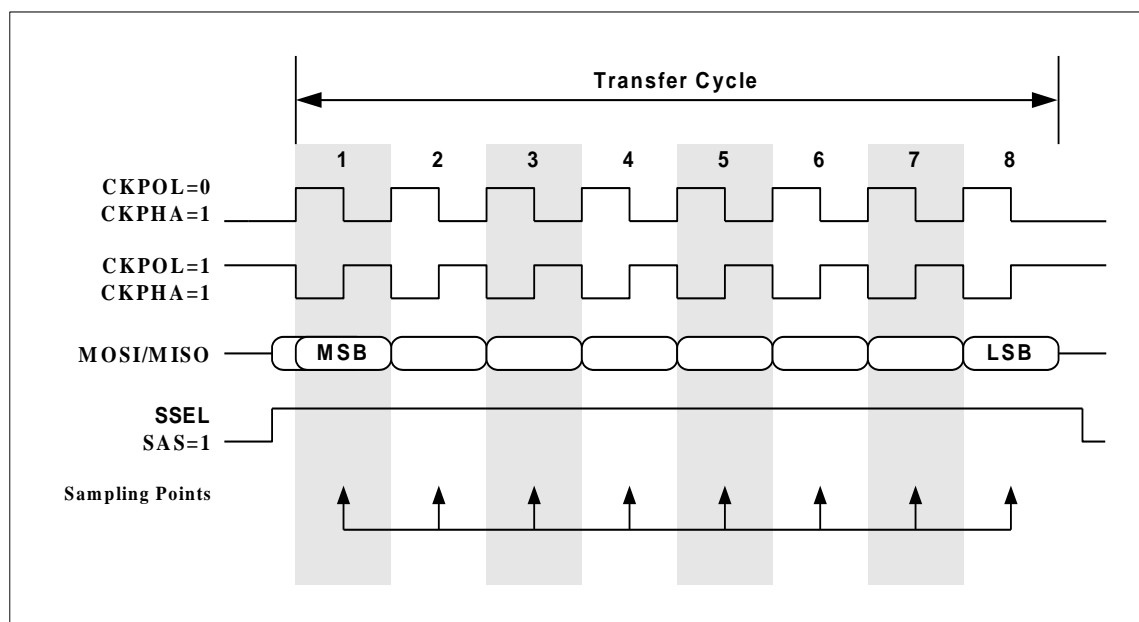 Transfer Cycle
1 2 3 4 5 6 7 8
CKPOL=0
CKPHA=1
CKPOL=1
CKPHA=1
MOSI/MISO MSB LSB
SSEL
SAS=1
Sampling Points